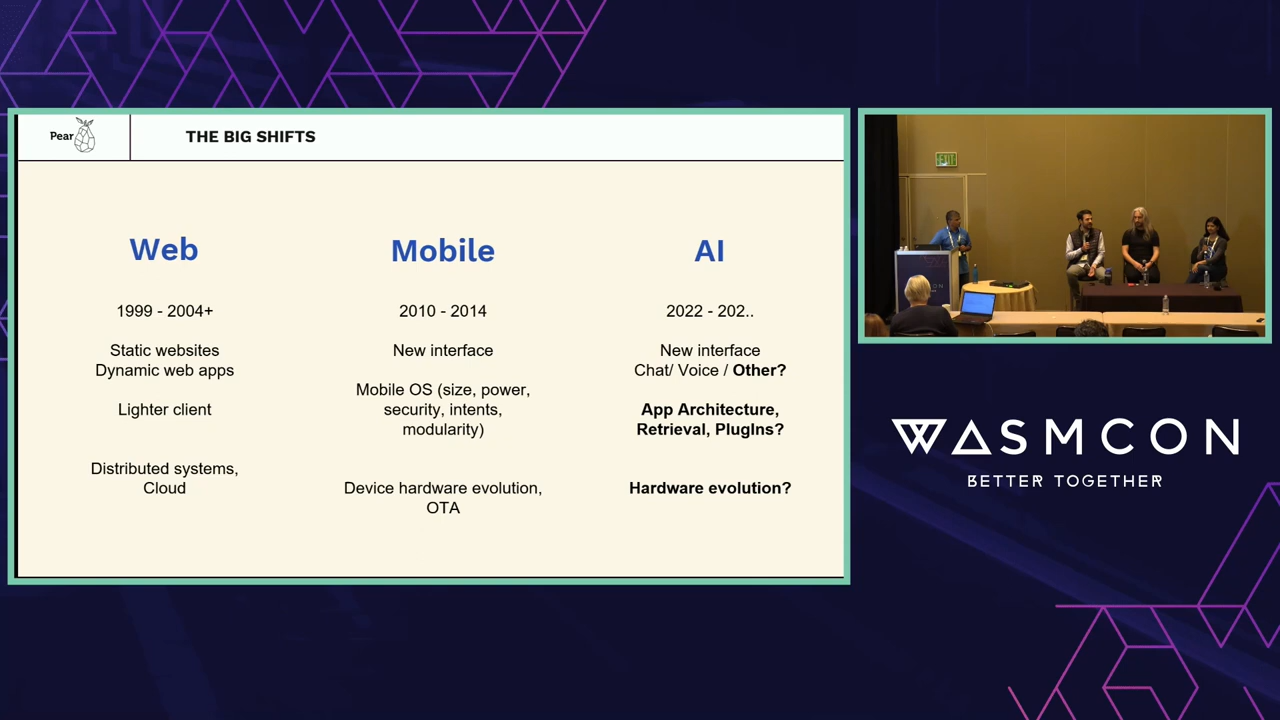 Pear
THE BIG SHIFTS
Web
1999 - 2004+
Static websites
Dynamic web apps
Lighter client
Distributed systems,
Cloud
Mobile
2010 - 2014
New interface
Mobile OS (size, power,
security, intents,
modularity)
Device hardware evolution,
OTA
AI
2022 - 202..
New interface
Chat/ Voice / Other?
App Architecture,
Retrieval, PlugIns?
Hardware evolution?
EXIT
WASMCON
WASMCON
BETTER TOGETHER